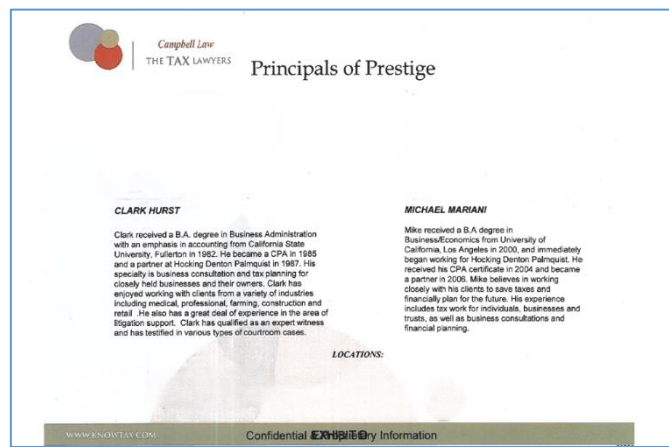 Campbell Law
THE TAX LAWYERS
Principals of Prestige
CLARK HURST
Clark received a B.A. degree in Business Administration
with an emphasis in accounting from California State
University, Fullerton in 1982. He became a CPA in 1985
and a partner at Hocking Denton Palmquist in 1987. His
specialty is business consultation and tax planning for
closely held businesses and their owners. Clark has
enjoyed working with clients from a variety of industries
including medical, professional, farming, construction and
retail .He also has a great deal of experience in the area of
litigation support. Clark has qualified as an expert witness
and has testified in various types of courtroom cases.
MICHAEL MARIANI
Mike received a B.A degree in
Business/Economics from University of
California, Los Angeles in 2000, and immediately
began working for Hocking Denton Palmquist. He
received his CPA certificate in 2004 and became
a partner in 2006. Mike believes in working
closely with his clients to save taxes and
financially plan for the future. His experience
includes tax work for individuals, businesses and
trusts, as well as business consultations and
financial planning.
LOCATIONS:
WWW.KNOWTAX.COM
Confidential & Proprietary Information
EXHIBIT D